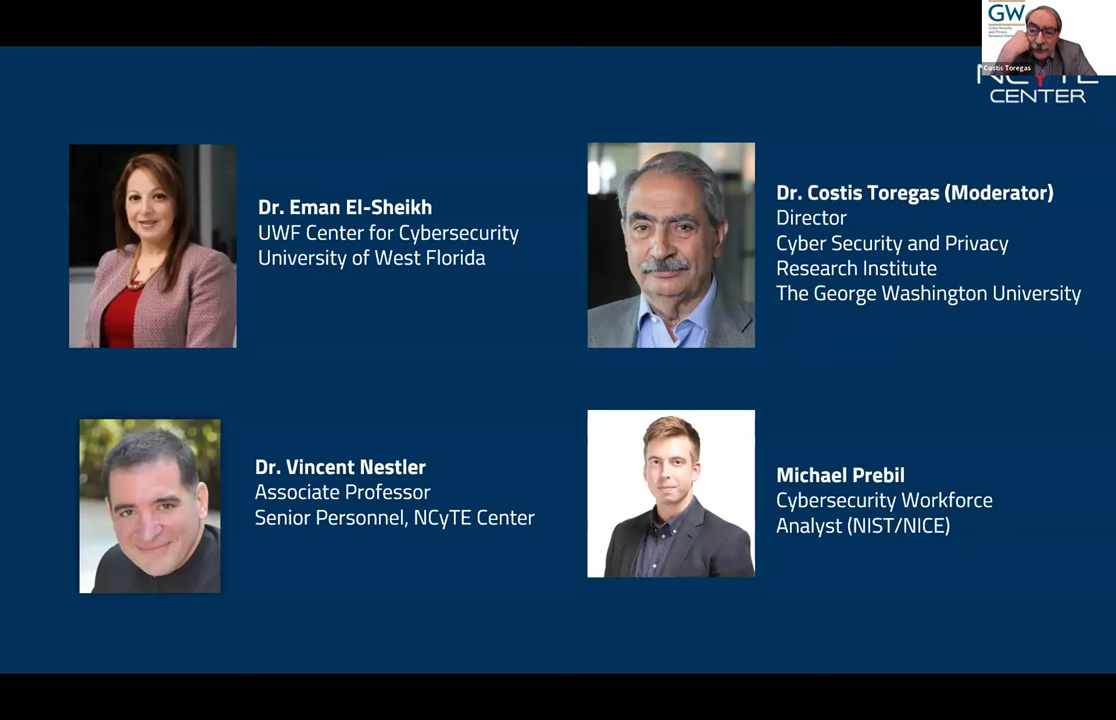 GW
Costis Toregas
NCyTE
CENTER
Dr. Eman El-Sheikh
UWF Center for Cybersecurity
University of West Florida
Dr. Costis Toregas (Moderator)
Director
Cyber Security and Privacy
Research Institute
The George Washington University
Dr. Vincent Nestler
Associate Professor
Senior Personnel, NCyTE Center
Michael Prebil
Cybersecurity Workforce
Analyst (NIST/NICE)